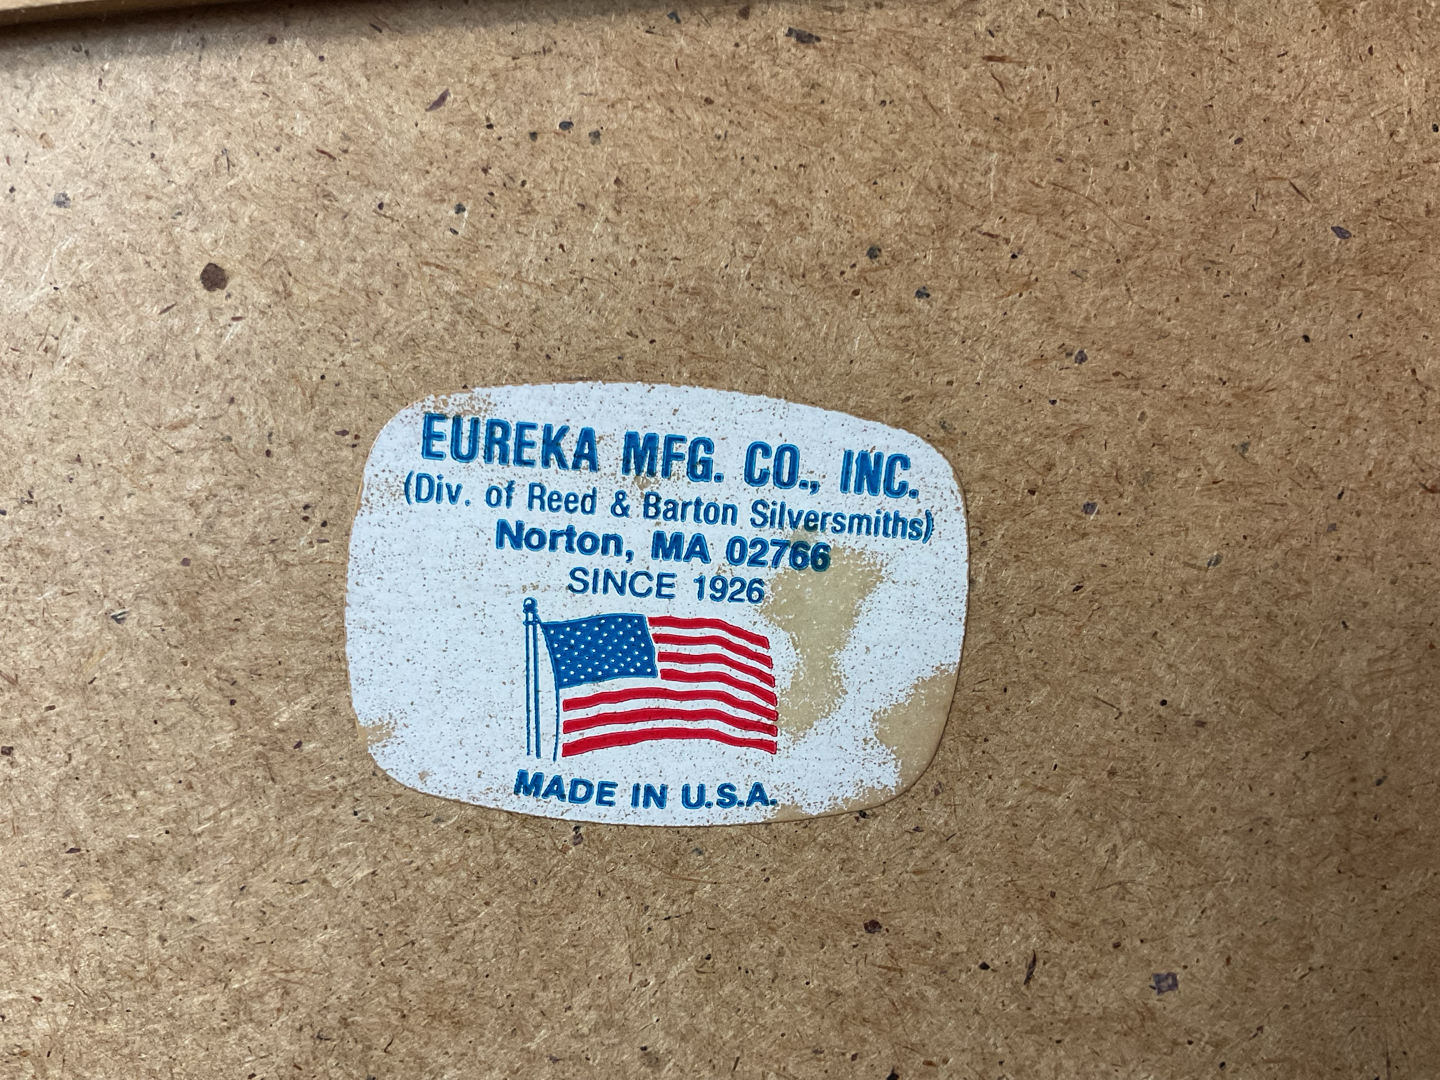 EUREKA MFG. CO., INC.
(Div. of Reed & Barton Silversmiths)
Norton, MA 02766
SINCE 1926
MADE IN U.S.A.